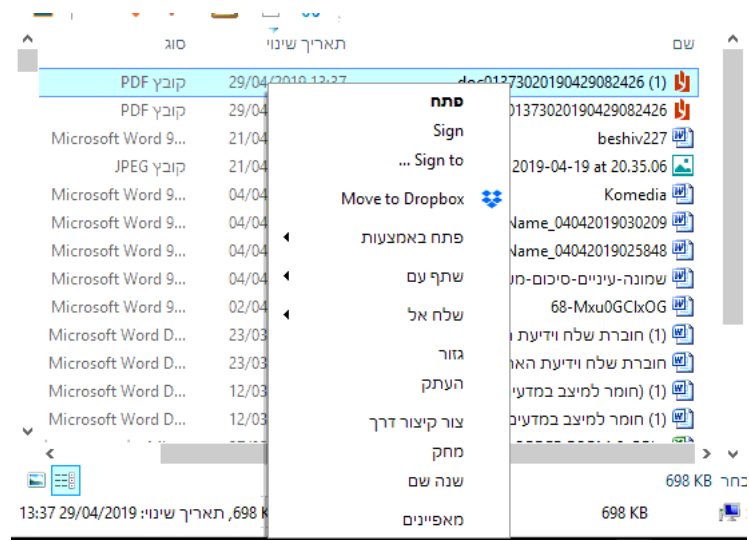 שם תאריך שינוי סוג
doc01373020190429082426 (1) 29/04/2019 13:37 קובץ PDF
01373020190429082426 29/04 קובץ PDF
beshiv227 21/04 Microsoft Word 9...
2019-04-19 at 20.35.06 21/04 קובץ JPEG
Komedia 04/04 Microsoft Word 9...
Name_04042019030209 04/04 Microsoft Word 9...
Name_04042019025848 04/04 Microsoft Word 9...
שמונה-עיניים-סיכום 04/04 Microsoft Word 9...
68-Mxu0GClxOG 02/04 Microsoft Word 9...
(1) חוברת שלח וידיעת 23/03 Microsoft Word D...
חוברת שלח וידיעת האר 23/03 Microsoft Word D...
(1) (חומר למיצב במדעי 12/03 Microsoft Word D...
(1) חומר למיצב במדעים 12/03 Microsoft Word D...
פתח
Sign
Sign to ...
Move to Dropbox
פתח באמצעות
שתף עם
שלח אל
גזור
העתק
צור קיצור דרך
מחק
שנה שם
מאפיינים
בחר 698 KB
698 KB 698 K, תאריך שינוי: 29/04/2019 13:37